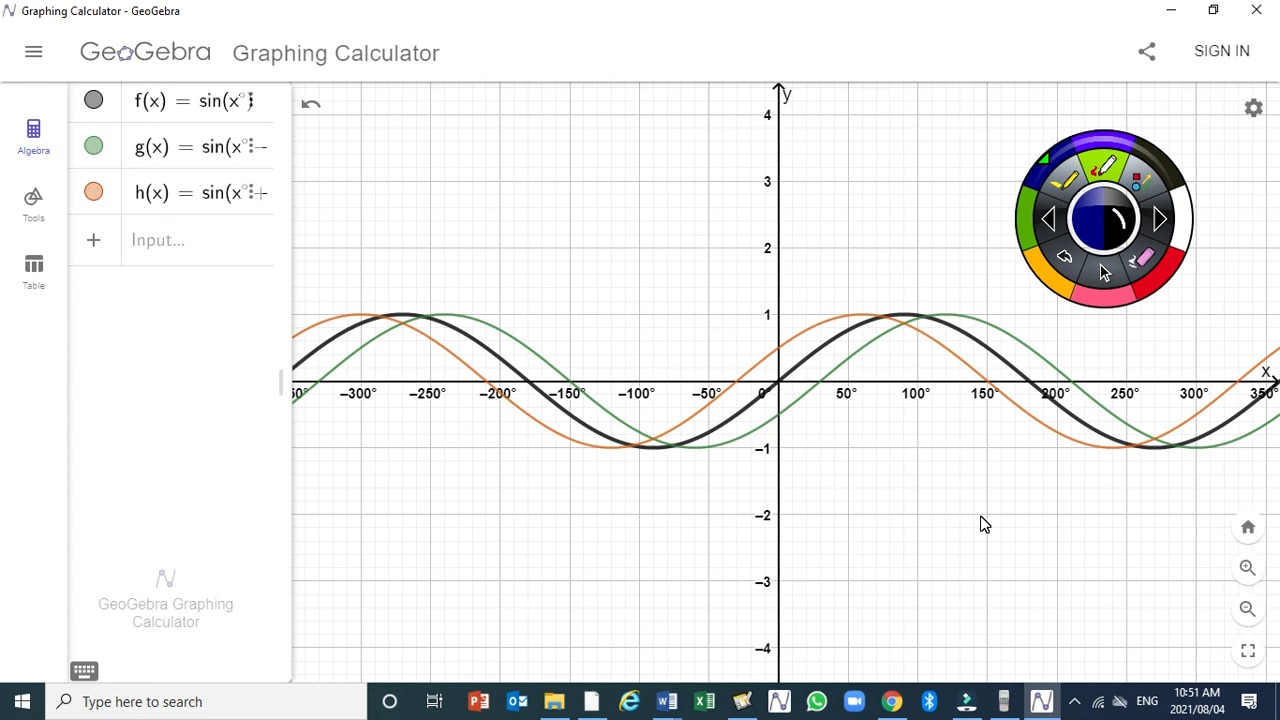 Graphing Calculator - GeoGebra
GeoGebra Graphing Calculator
SIGN IN
f(x) = sin(x°)
g(x) = sin(x° −
h(x) = sin(x° +
Input...
Algebra
Tools
Table
GeoGebra Graphing
Calculator
y
4
3
2
1
−1
−2
−3
−4
−300° −250° −200° −150° −100° −50° 0 50° 100° 150° 200° 250° 300° 350°
x
Type here to search
ENG
10:51 AM
2021/08/04